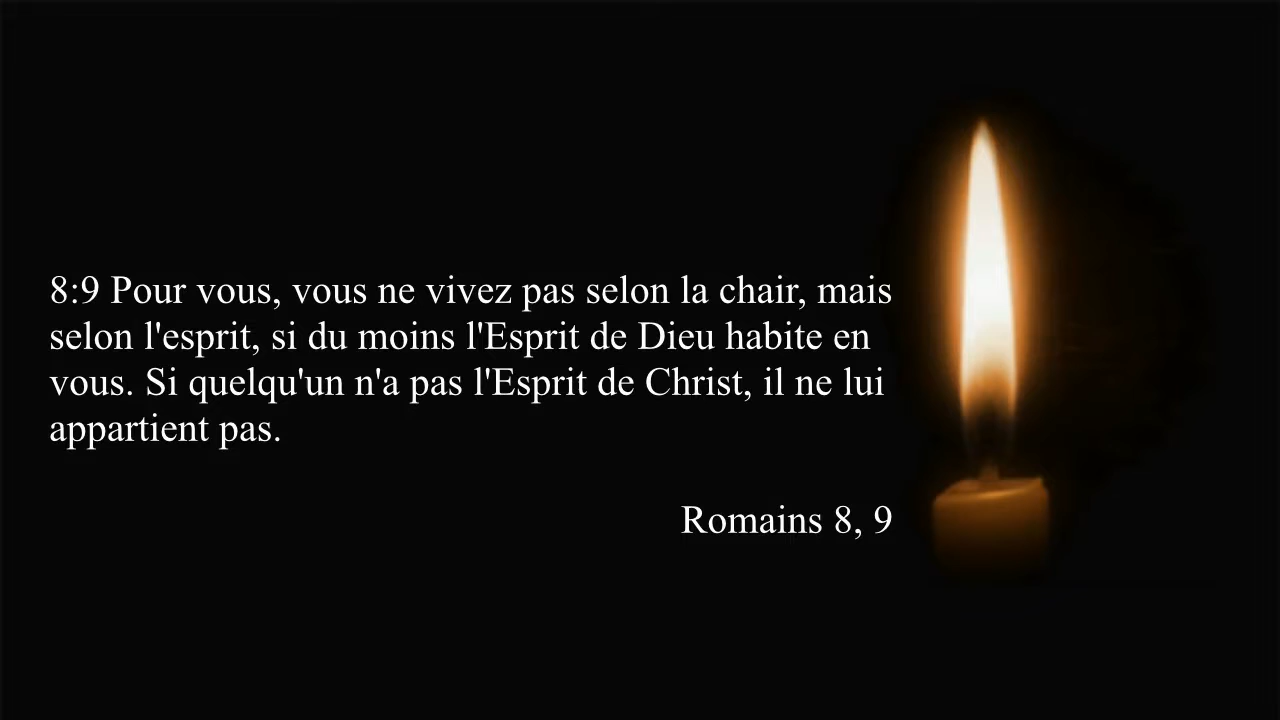 8:9 Pour vous, vous ne vivez pas selon la chair, mais
selon l'esprit, si du moins l'Esprit de Dieu habite en
vous. Si quelqu'un n'a pas l'Esprit de Christ, il ne lui
appartient pas.
Romains 8, 9